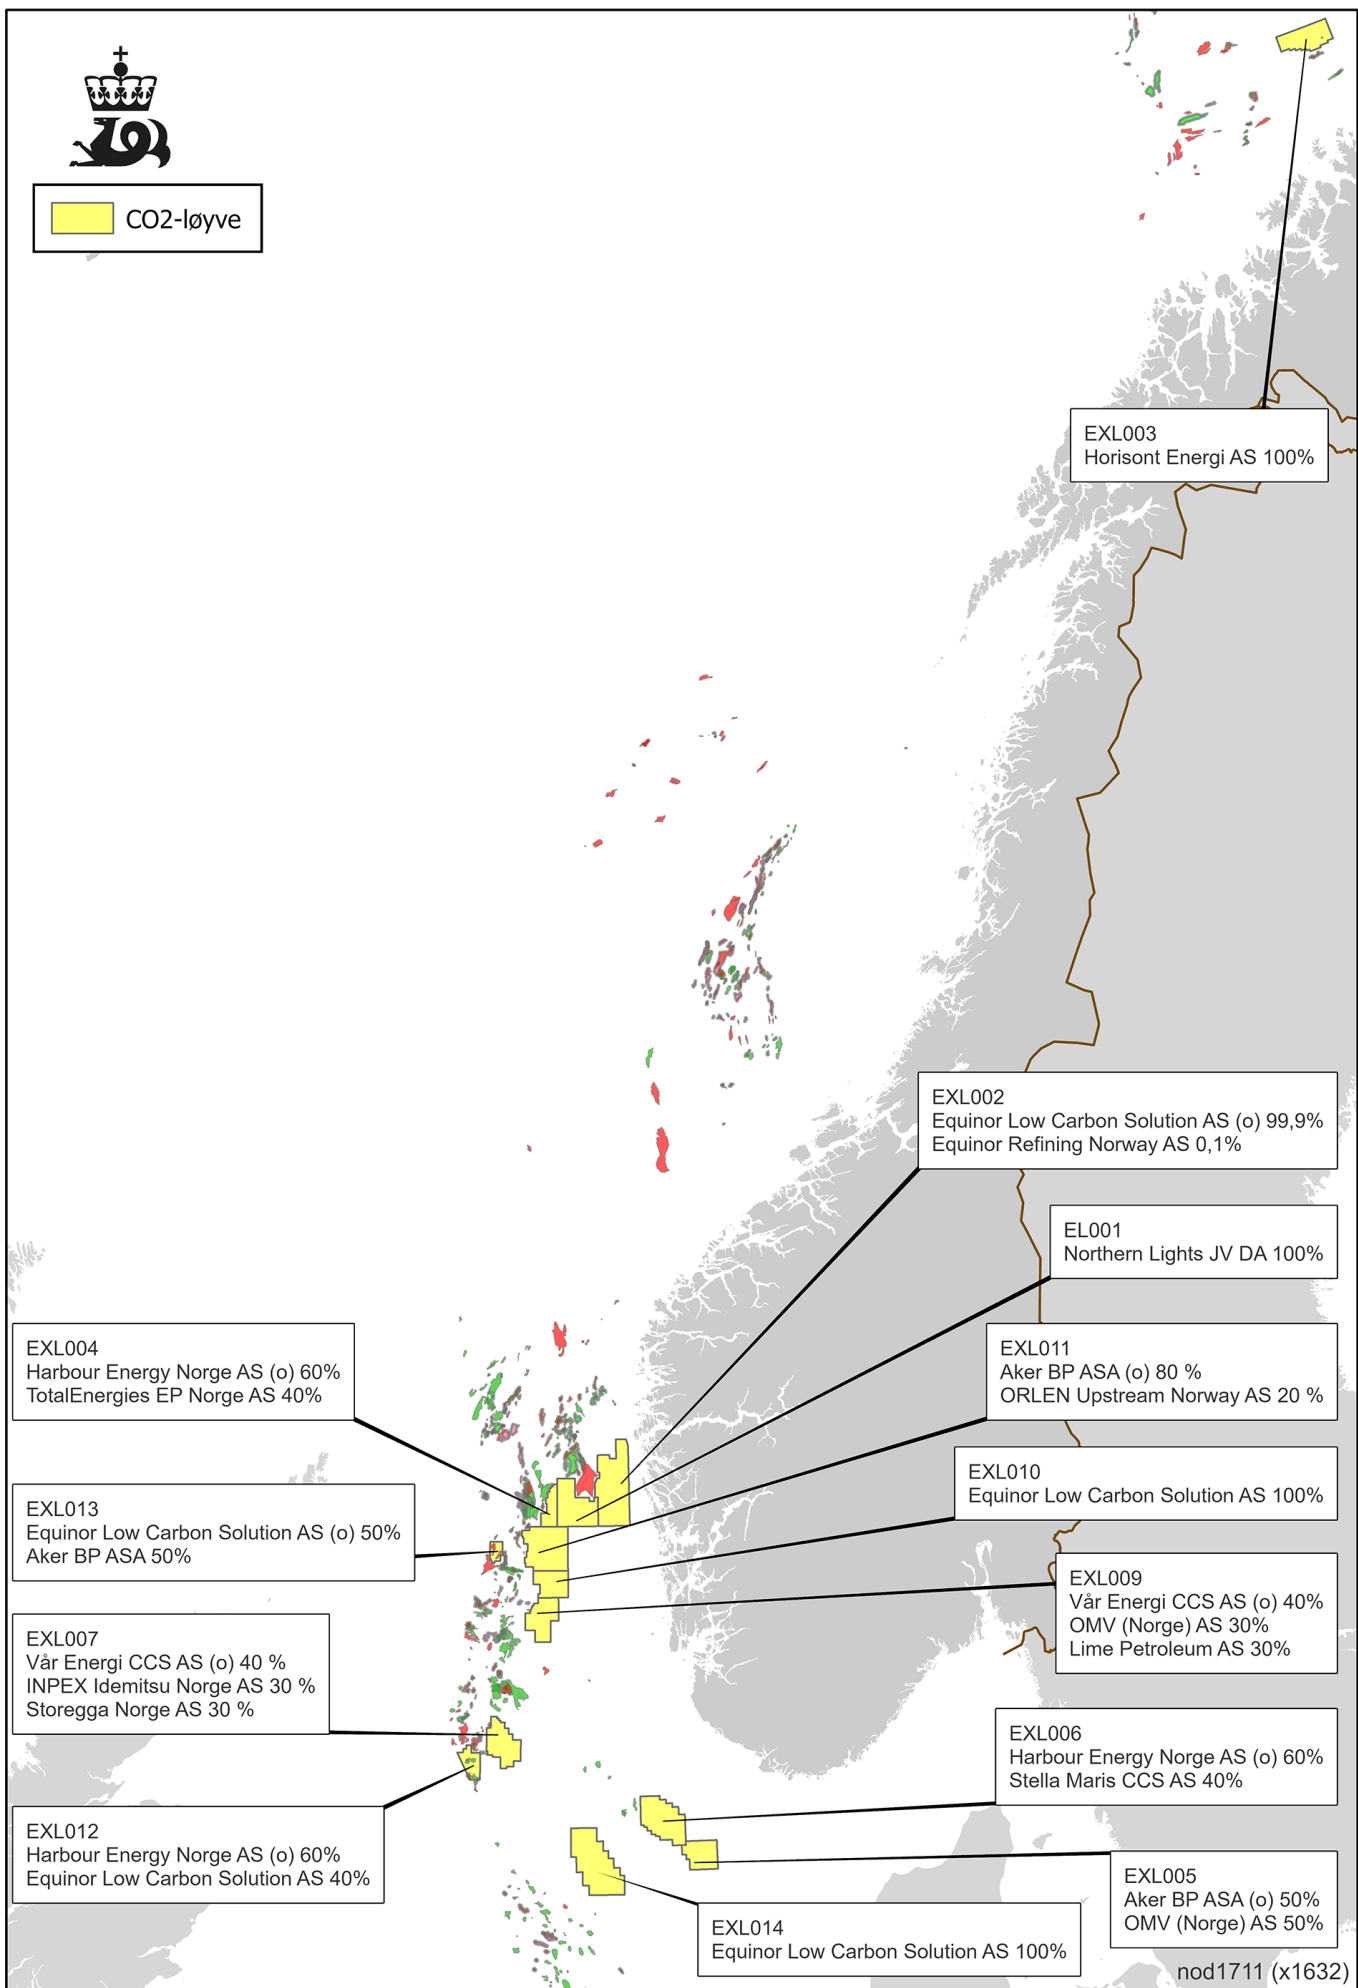 CO2-løyve
EXL003
Horisont Energi AS 100%
EXL002
Equinor Low Carbon Solution AS (o) 99,9%
Equinor Refining Norway AS 0,1%
EL001
Northern Lights JV DA 100%
EXL004
Harbour Energy Norge AS (o) 60%
TotalEnergies EP Norge AS 40%
EXL011
Aker BP ASA (o) 80 %
ORLEN Upstream Norway AS 20 %
EXL010
Equinor Low Carbon Solution AS 100%
EXL013
Equinor Low Carbon Solution AS (o) 50%
Aker BP ASA 50%
EXL009
Vår Energi CCS AS (o) 40%
OMV (Norge) AS 30%
Lime Petroleum AS 30%
EXL007
Vår Energi CCS AS (o) 40 %
INPEX Idemitsu Norge AS 30 %
Storegga Norge AS 30 %
EXL006
Harbour Energy Norge AS (o) 60%
Stella Maris CCS AS 40%
EXL012
Harbour Energy Norge AS (o) 60%
Equinor Low Carbon Solution AS 40%
EXL005
Aker BP ASA (o) 50%
OMV (Norge) AS 50%
EXL014
Equinor Low Carbon Solution AS 100%
nod1711 (x1632)